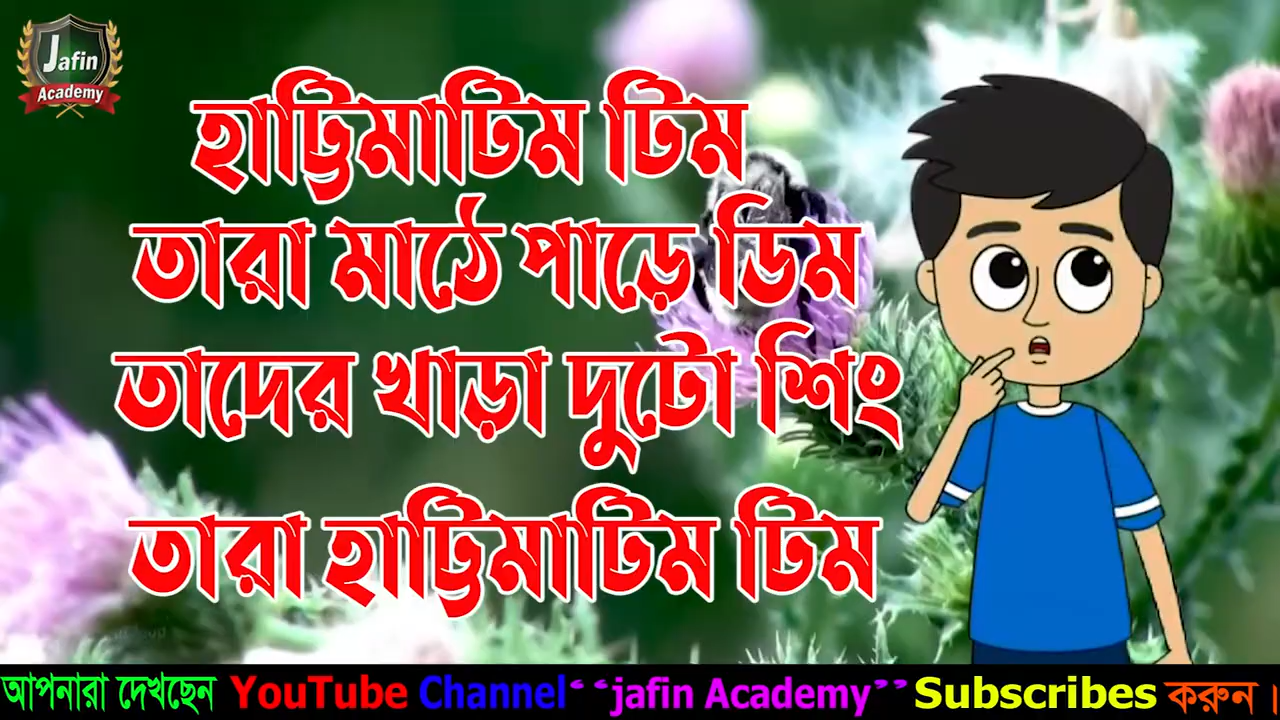 Jafin
Academy
হাট্টিমাটিম টিম
তারা মাঠে পাড়ে ডিম
তাদের খাড়া দুটো শিং
তারা হাট্টিমাটিম টিম
আপনারা দেখছেন YouTube Channel“jafin Academy” Subscribes করুন।